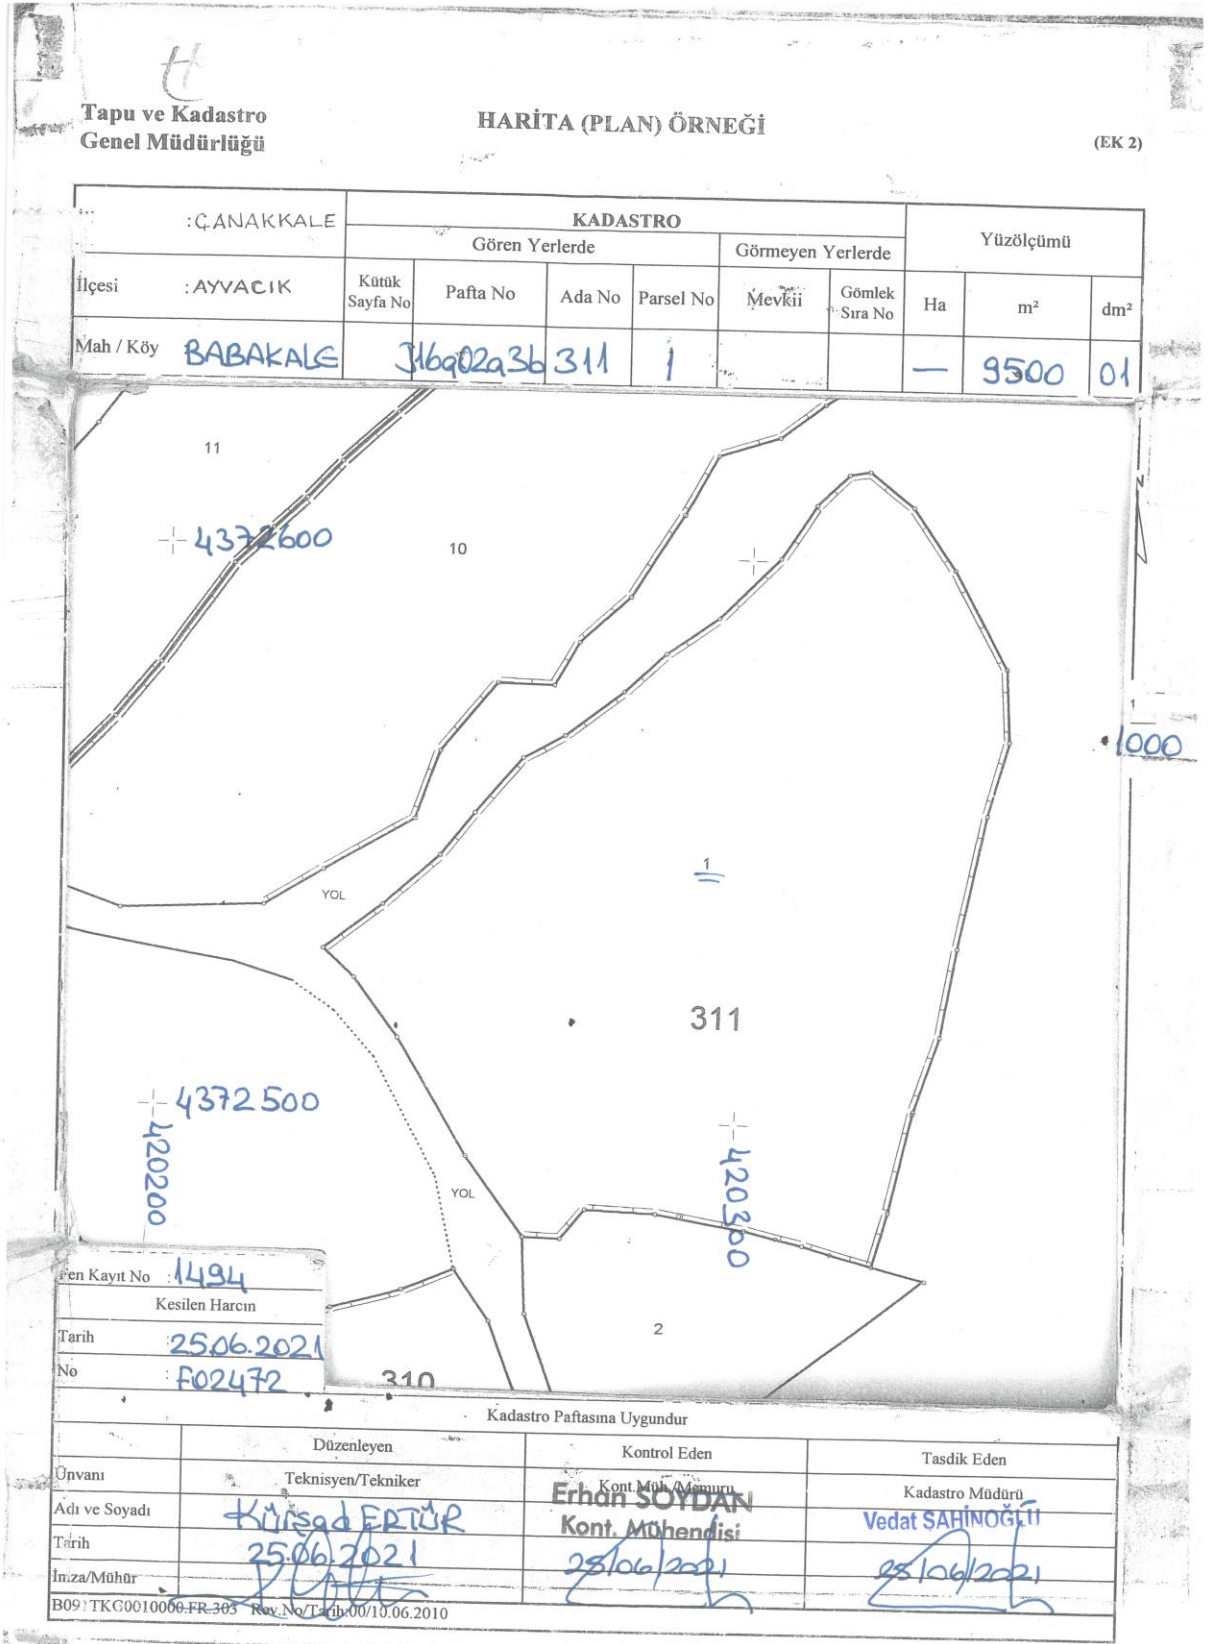 Tapu ve Kadastro
Genel Müdürlüğü
HARİTA (PLAN) ÖRNEĞİ
(EK 2)
:ÇANAKKALE
KADASTRO
Yüzölçümü
Gören Yerlerde
Görmeyen Yerlerde
İlçesi :AYVACIK
Kütük Sayfa No
Pafta No
Ada No
Parsel No
Mevkii
Gömlek Sıra No
Ha
m²
dm²
Mah / Köy BABAKALE J16a02a3b 311 1 — 9500 01
11
4372600
10
1
1000
1
YOL
311
4372500
420200
YOL
420300
2
310
Fen Kayıt No : 1494
Kesilen Harcın
Tarih : 25.06.2021
No : F02472
Kadastro Paftasına Uygundur
Düzenleyen
Kontrol Eden
Tasdik Eden
Ünvanı
Teknisyen/Tekniker
Kont.Müh./Memuru
Kadastro Müdürü
Adı ve Soyadı
Kürşad ERTÜR
Erhan SOYDAN
Kont. Mühendisi
Vedat ŞAHİNOĞLU
Tarih
25.06.2021
28/06/2021
28/06/2021
İmza/Mühür
B091TKG0010000.FR.303 Rev.No/Tarih:00/10.06.2010